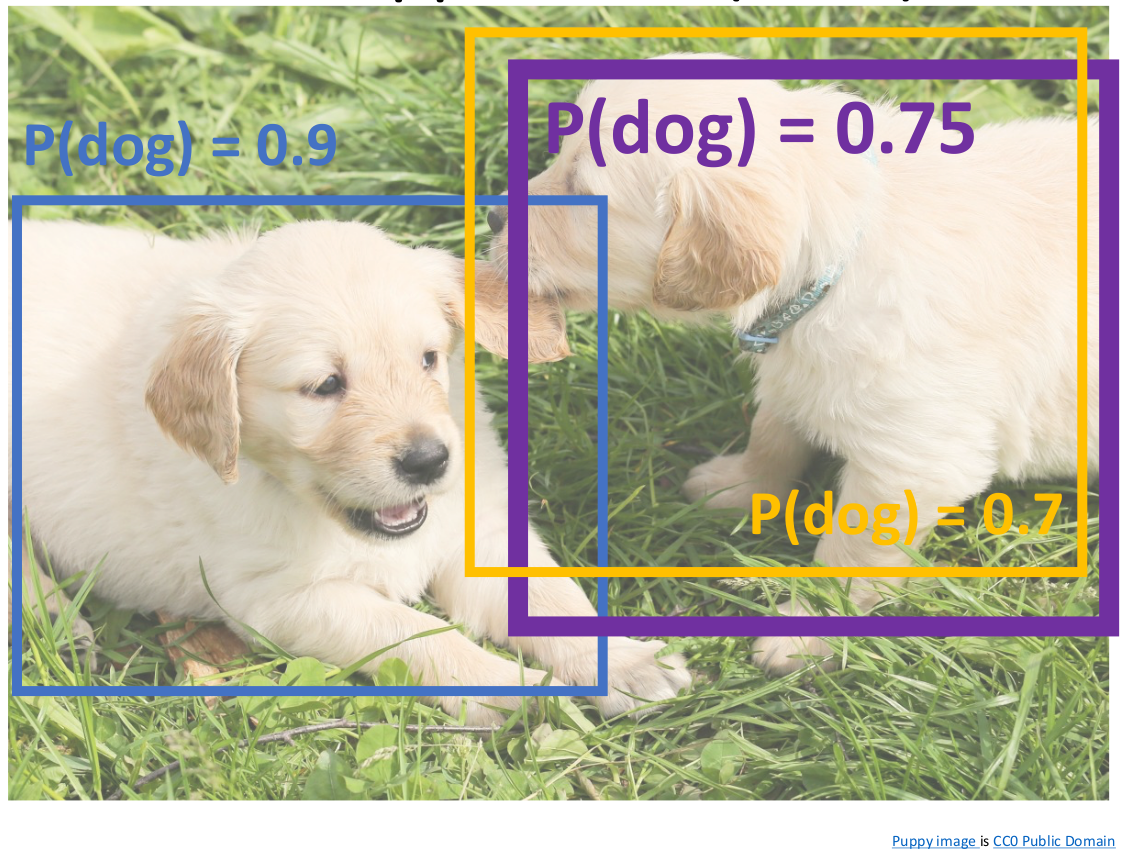 P(dog) = 0.9
P(dog) = 0.75
P(dog) = 0.7
Puppy image is CC0 Public Domain